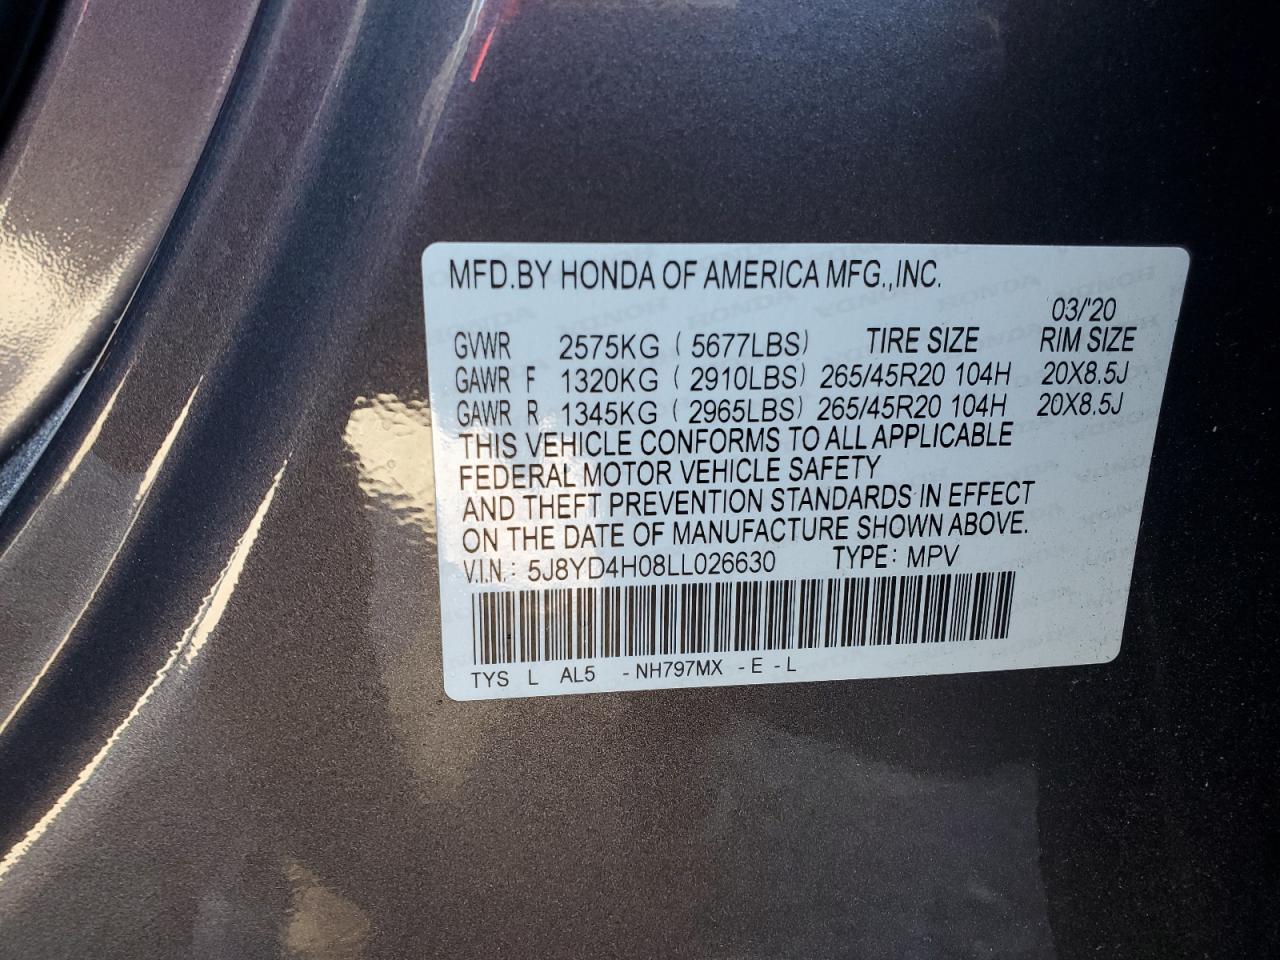 MFD.BY HONDA OF AMERICA MFG.,INC.
03/'20
GVWR 2575KG ( 5677LBS) TIRE SIZE RIM SIZE
GAWR F 1320KG ( 2910LBS) 265/45R20 104H 20X8.5J
GAWR R 1345KG ( 2965LBS) 265/45R20 104H 20X8.5J
THIS VEHICLE CONFORMS TO ALL APPLICABLE
FEDERAL MOTOR VEHICLE SAFETY
AND THEFT PREVENTION STANDARDS IN EFFECT
ON THE DATE OF MANUFACTURE SHOWN ABOVE.
V.I.N.: 5J8YD4H08LL026630 TYPE: MPV
TYS L AL5 -NH797MX -E -L